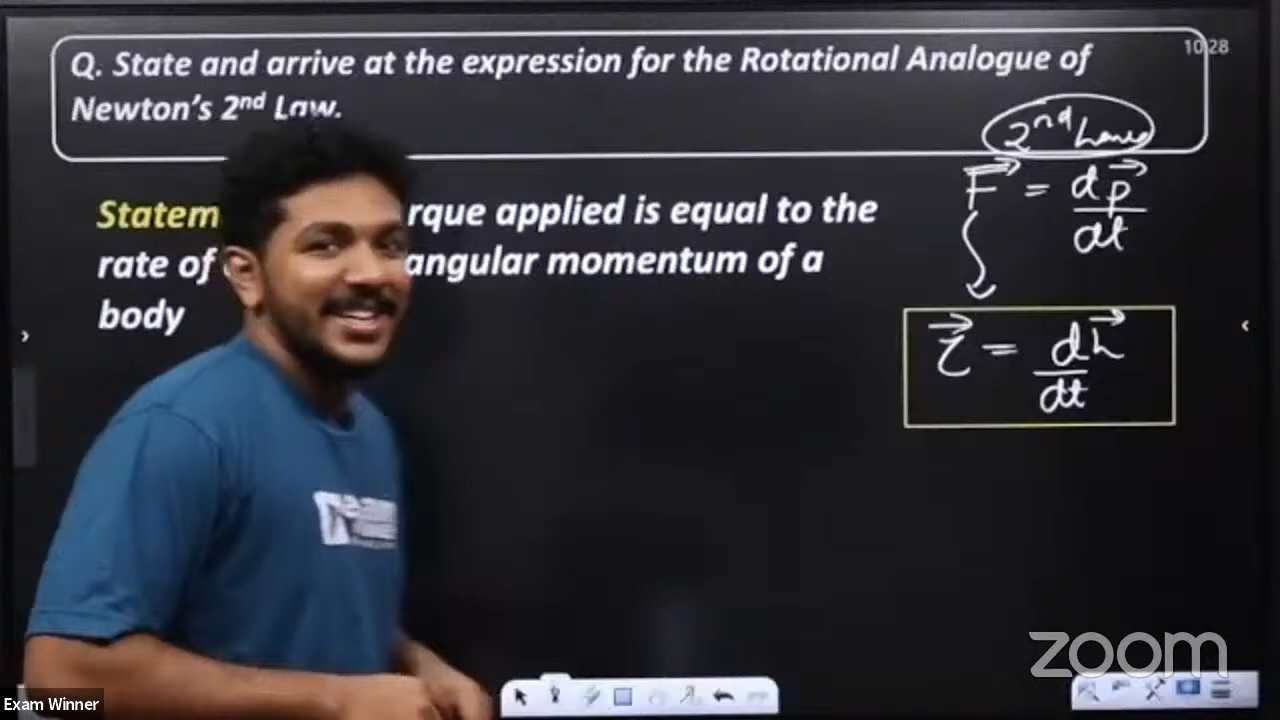 Q. State and arrive at the expression for the Rotational Analogue of
Newton's 2nd Law.
10:28
2nd Law
F⃗ = dp⃗/dt
Statem rque applied is equal to the
rate of angular momentum of a
body
τ⃗ = dL⃗/dt
zoom
Exam Winner